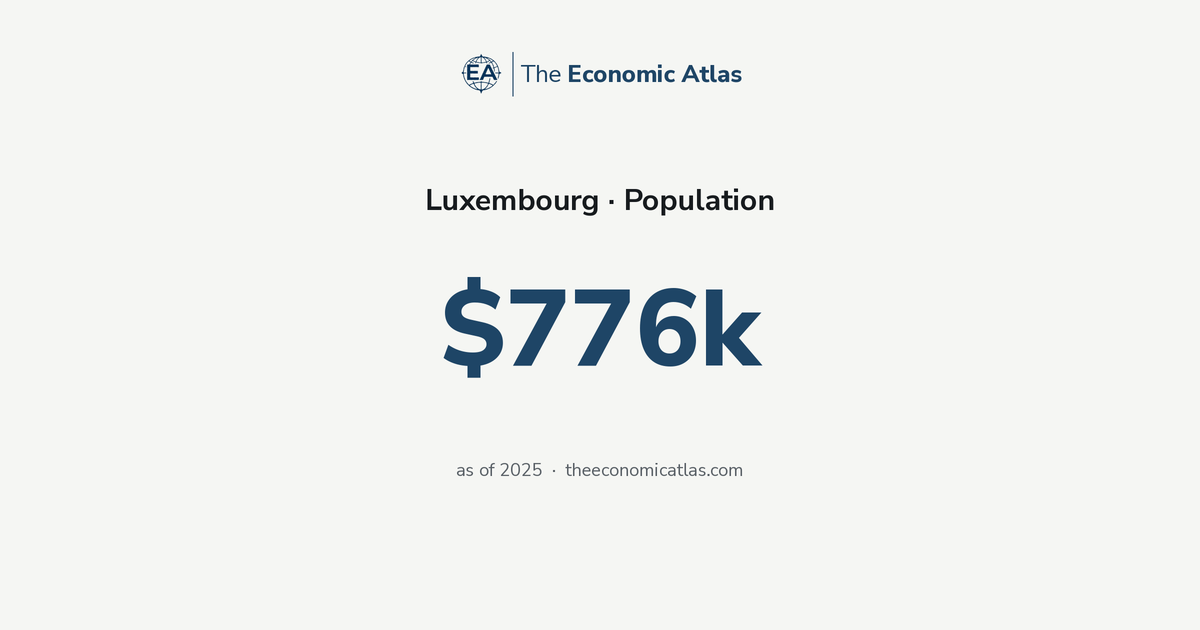 EA The Economic Atlas
Luxembourg · Population
$776k
as of 2025 · theeconomicatlas.com